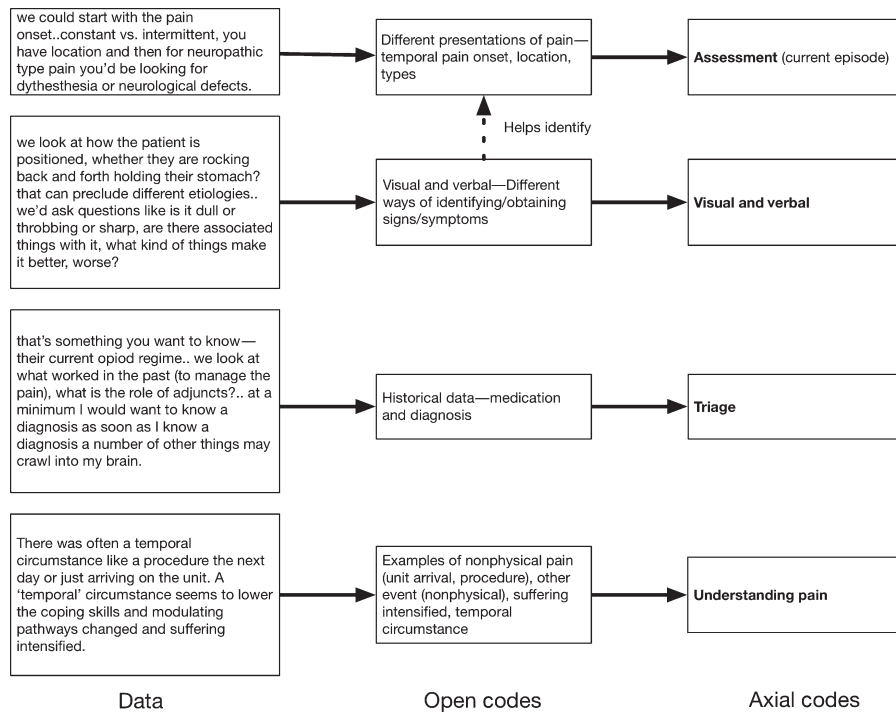 we could start with the pain
onset..constant vs. intermittent, you
have location and then for neuropathic
type pain you’d be looking for
dythesthesia or neurological defects.
Different presentations of pain—
temporal pain onset, location,
types
Assessment (current episode)
Helps identify
we look at how the patient is
positioned, whether they are rocking
back and forth holding their stomach?
that can preclude different etiologies..
we’d ask questions like is it dull or
throbbing or sharp, are there associated
things with it, what kind of things make
it better, worse?
Visual and verbal—Different
ways of identifying/obtaining
signs/symptoms
Visual and verbal
that’s something you want to know—
their current opiod regime.. we look at
what worked in the past (to manage the
pain), what is the role of adjuncts?.. at a
minimum I would want to know a
diagnosis as soon as I know a
diagnosis a number of other things may
crawl into my brain.
Historical data—medication
and diagnosis
Triage
There was often a temporal
circumstance like a procedure the next
day or just arriving on the unit. A
‘temporal’ circumstance seems to lower
the coping skills and modulating
pathways changed and suffering
intensified.
Examples of nonphysical pain
(unit arrival, procedure), other
event (nonphysical), suffering
intensified, temporal
circumstance
Understanding pain
Data
Open codes
Axial codes